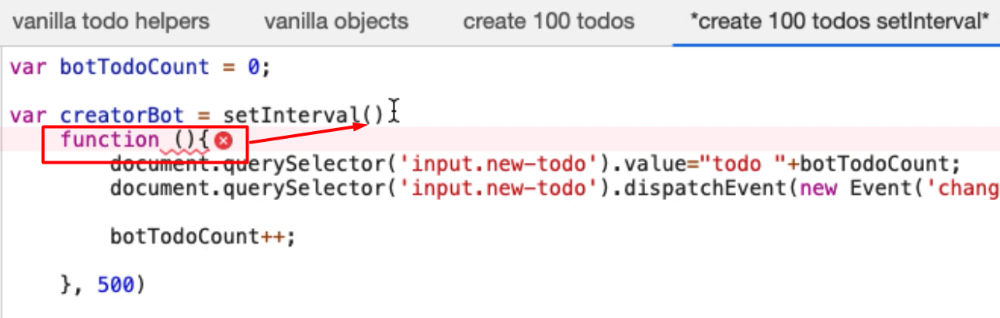 vanilla todo helpers vanilla objects create 100 todos *create 100 todos setInterval*
var botTodoCount = 0;
var creatorBot = setInterval()
function (){
document.querySelector('input.new-todo').value="todo "+botTodoCount;
document.querySelector('input.new-todo').dispatchEvent(new Event('chang
botTodoCount++;
}, 500)